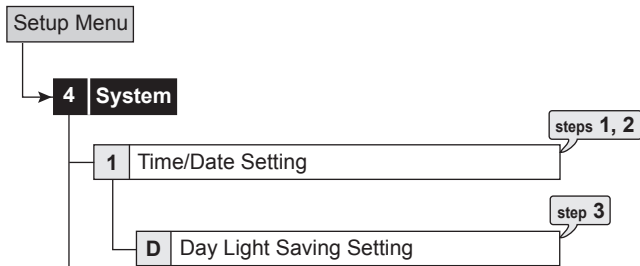 Setup Menu
4 System
steps 1, 2
1 Time/Date Setting
step 3
D Day Light Saving Setting